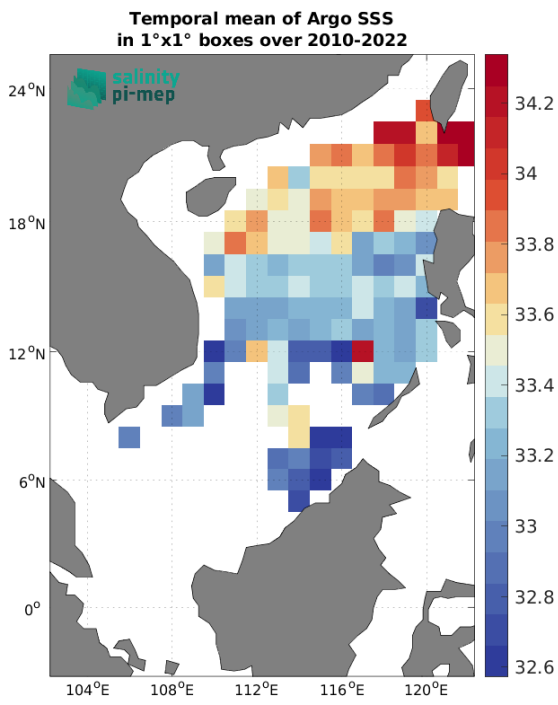 Temporal mean of Argo SSS
in 1°x1° boxes over 2010-2022
salinity
pi-mep
24°N
18°N
12°N
6°N
0°
104°E
108°E
112°E
116°E
120°E
34.2
34
33.8
33.6
33.4
33.2
33
32.8
32.6